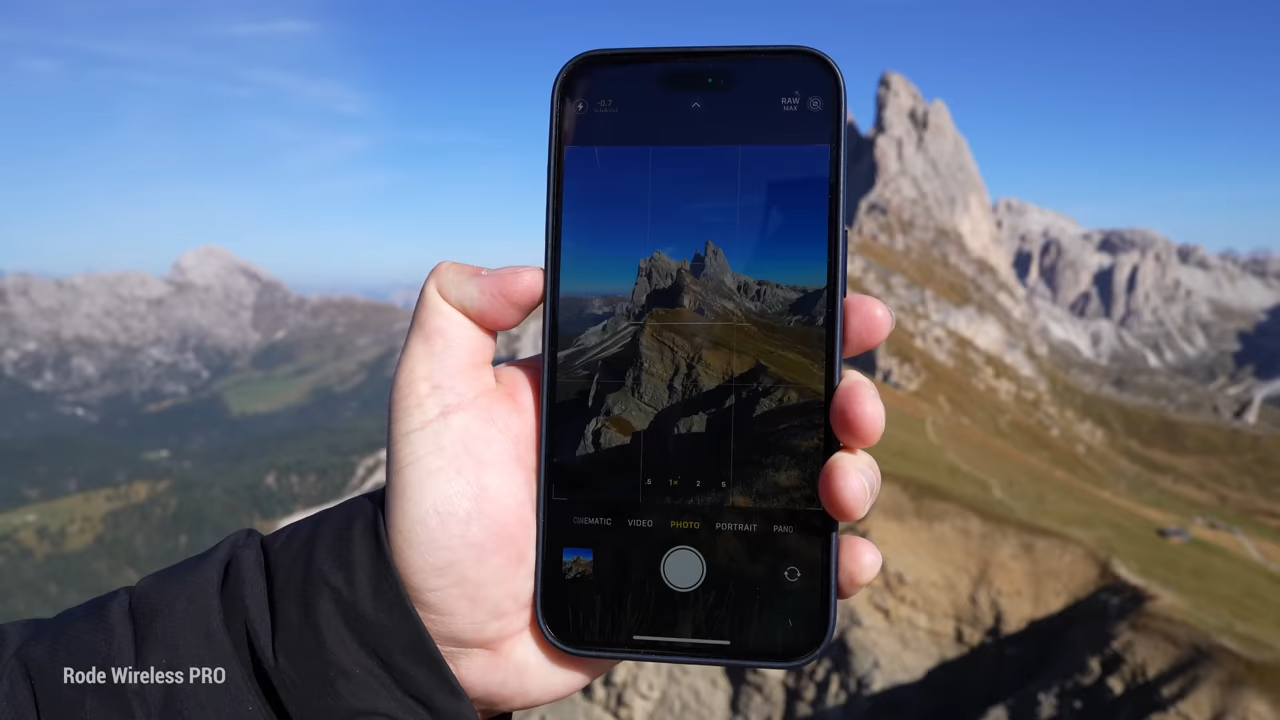 -0.7
RAW
MAX
.5 1× 2 5
CINEMATIC VIDEO PHOTO PORTRAIT PANO
Rode Wireless PRO